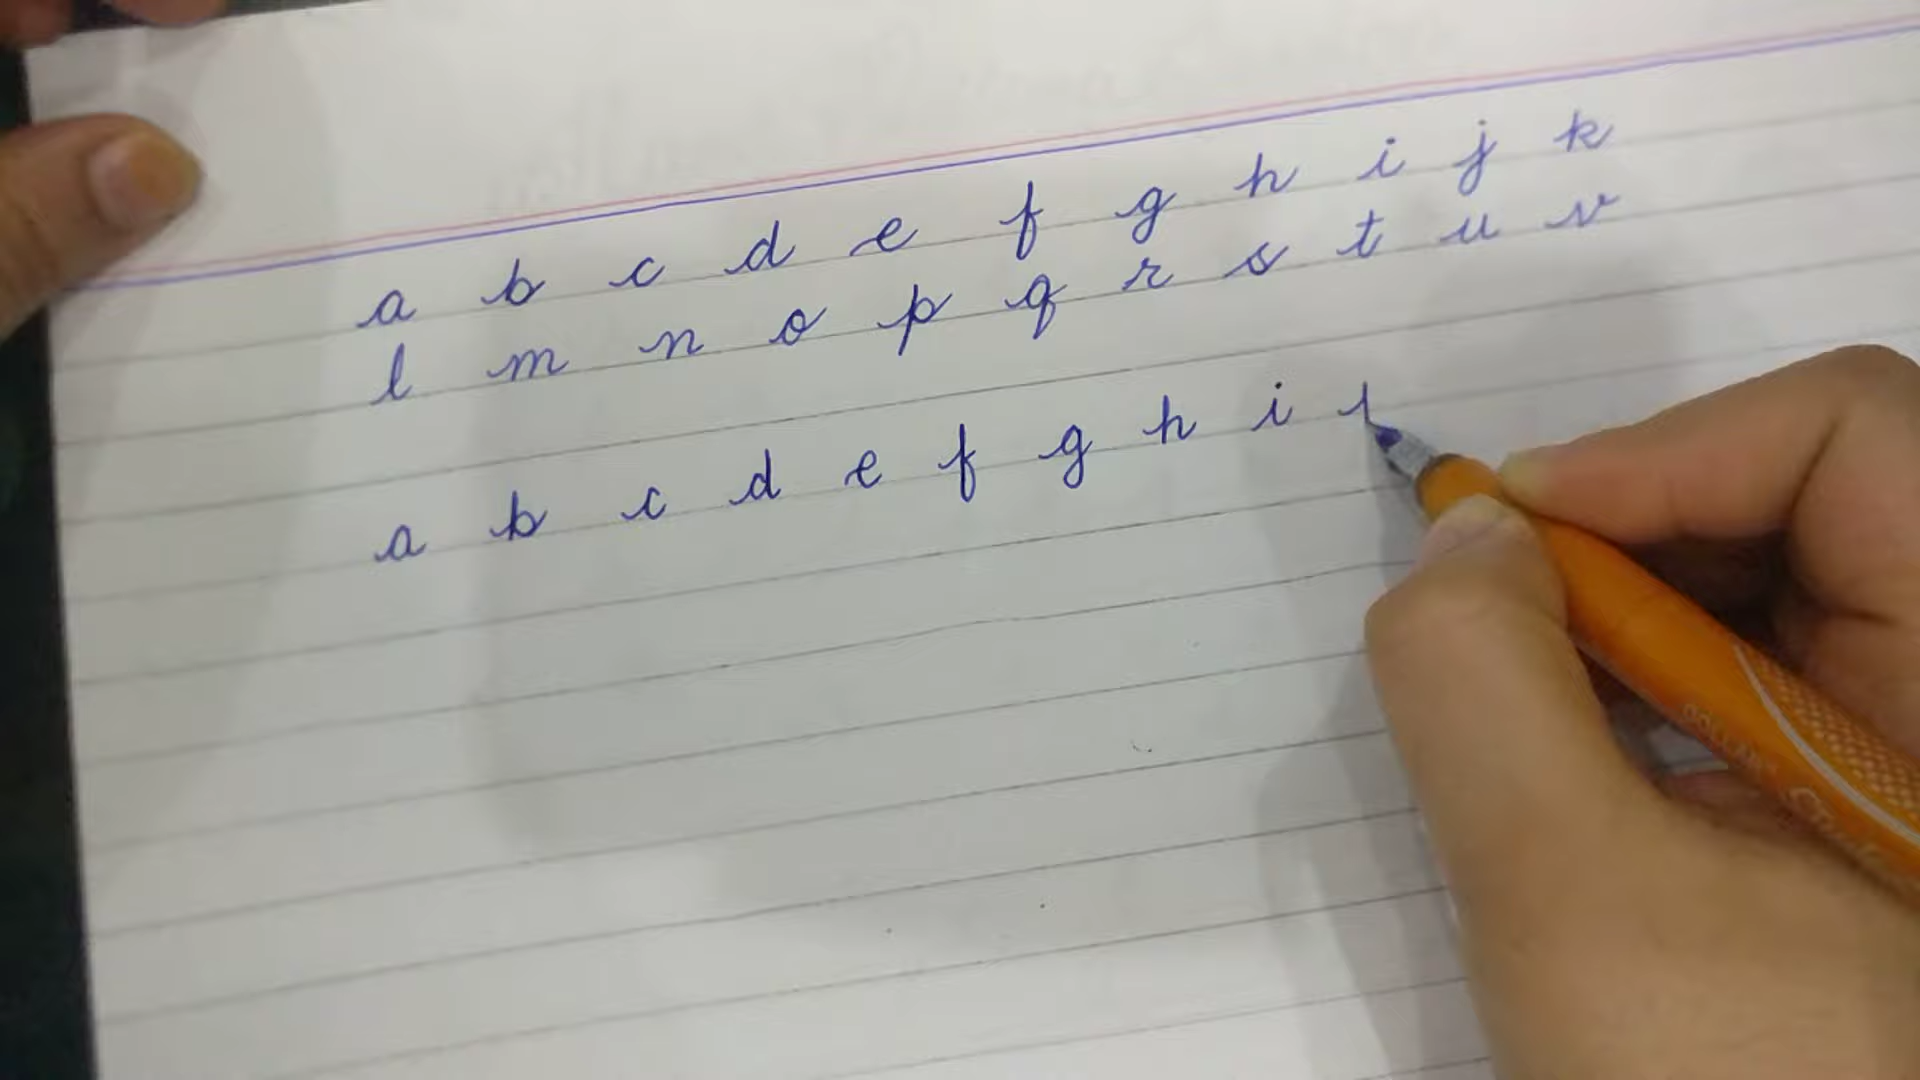 a b c d e f g h i j k
l m n o p q r s t u v
a b c d e f g h i